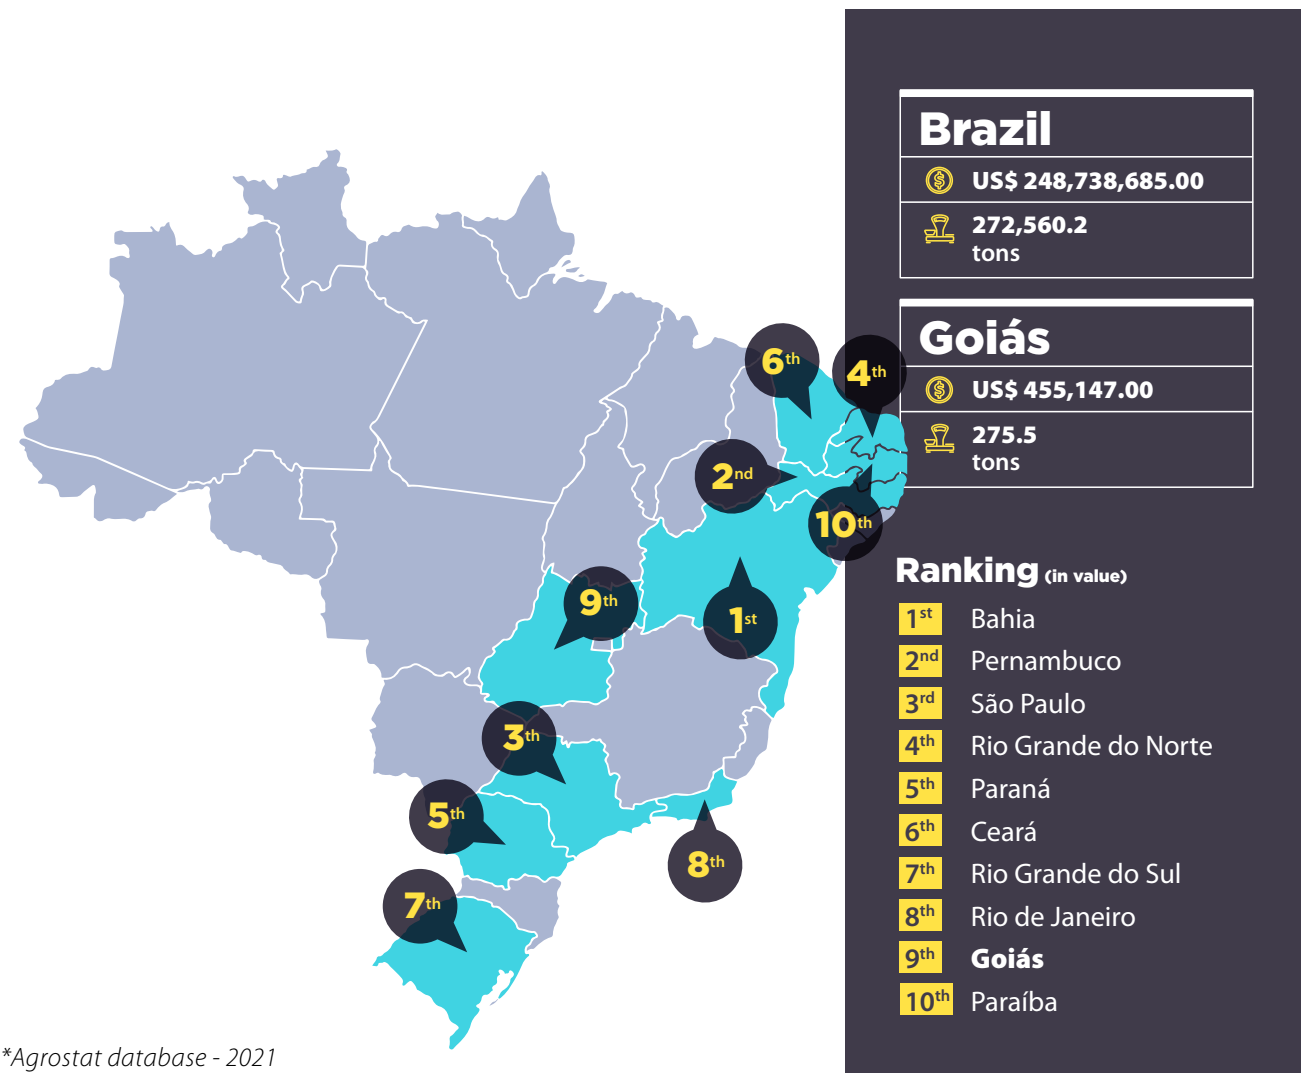 Brazil
US$ 248,738,685.00
272,560.2
tons
Goiás
US$ 455,147.00
275.5
tons
6th
4th
2nd
10th
9th
1st
3th
5th
8th
7th
Ranking (in value)
1st Bahia
2nd Pernambuco
3rd São Paulo
4th Rio Grande do Norte
5th Paraná
6th Ceará
7th Rio Grande do Sul
8th Rio de Janeiro
9th Goiás
10th Paraíba
*Agrostat database - 2021